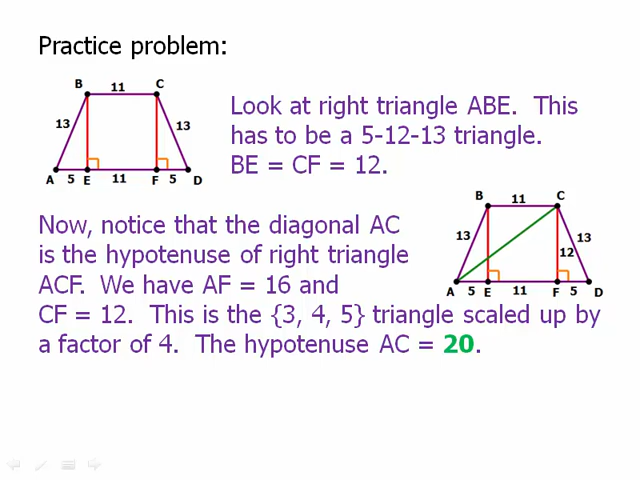 Practice problem:
B 11 C
13 13
A 5 E 11 F 5 D
Look at right triangle ABE. This
has to be a 5-12-13 triangle.
BE = CF = 12.
B 11 C
13 13
12
A 5 E 11 F 5 D
Now, notice that the diagonal AC
is the hypotenuse of right triangle
ACF. We have AF = 16 and
CF = 12. This is the {3, 4, 5} triangle scaled up by
a factor of 4. The hypotenuse AC = 20.